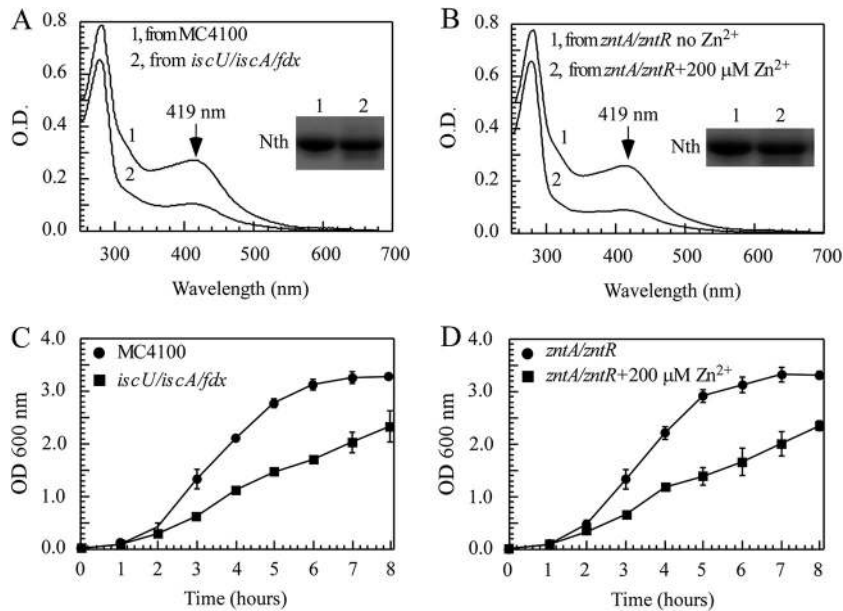 A
B
0.8
0.6
0.4
0.2
0.0
O.D.
1, from MC4100
2, from iscU/iscA/fdx
419 nm
1 2
Nth
1
2
300 400 500 600 700
Wavelength (nm)
0.8
0.6
0.4
0.2
0.0
O.D.
1, from zntA/zntR no Zn²⁺
2, from zntA/zntR+200 μM Zn²⁺
419 nm
1 2
Nth
1
2
300 400 500 600 700
Wavelength (nm)
C
4.0
3.0
2.0
1.0
0.0
OD 600 nm
MC4100
iscU/iscA/fdx
0 1 2 3 4 5 6 7 8
Time (hours)
D
4.0
3.0
2.0
1.0
0.0
OD 600 nm
zntA/zntR
zntA/zntR+200 μM Zn²⁺
0 1 2 3 4 5 6 7 8
Time (hours)